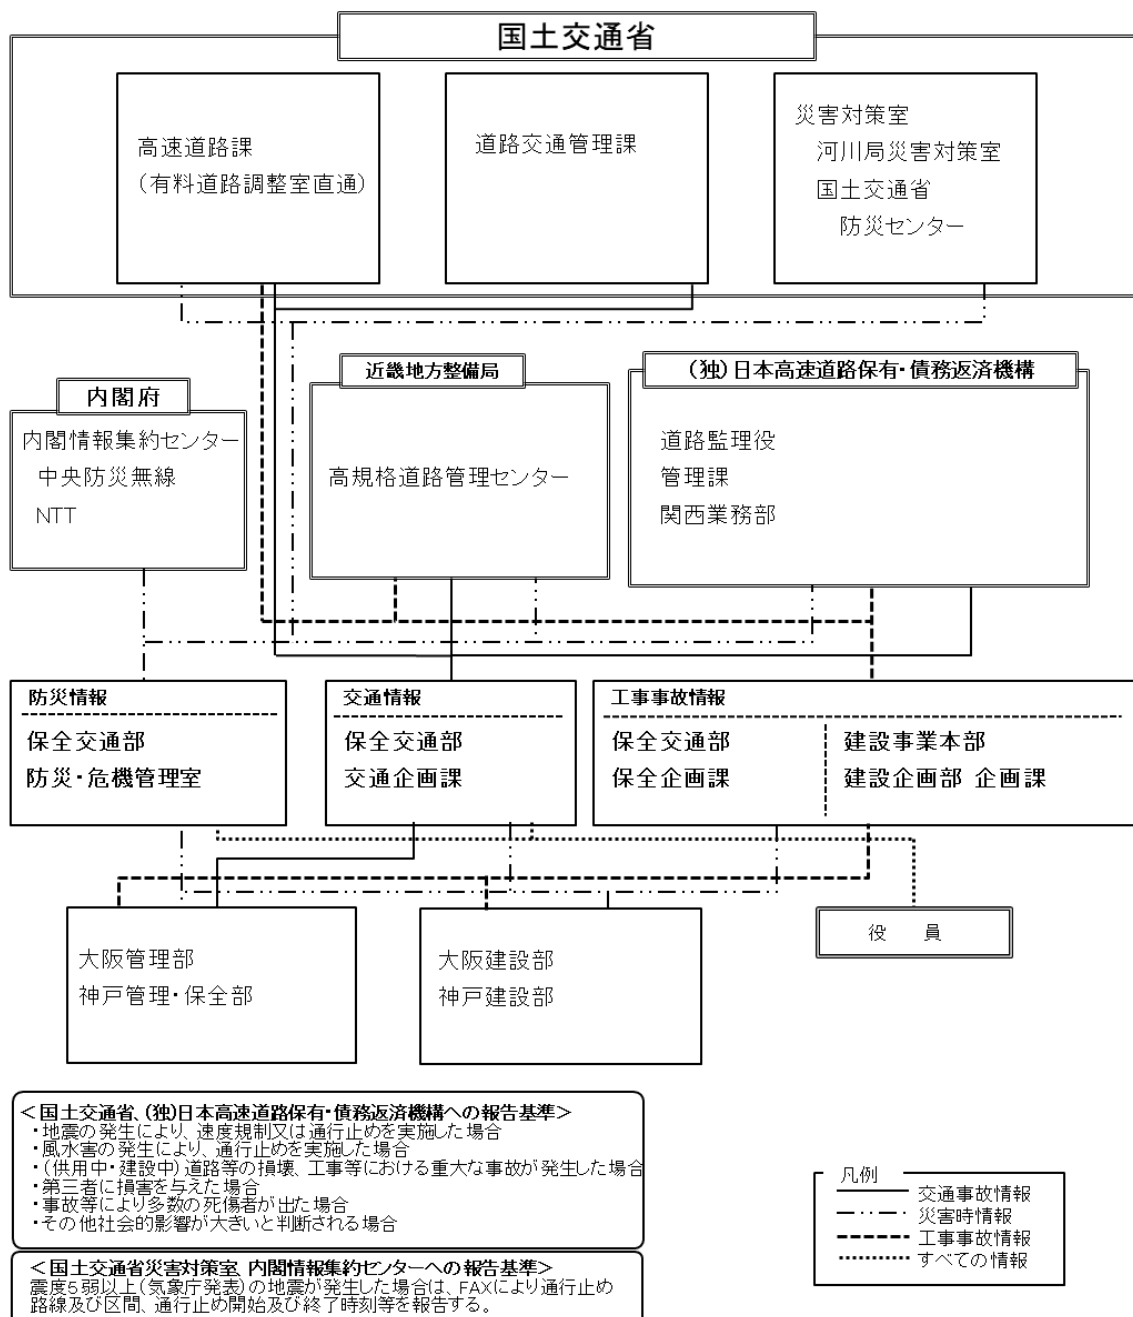 国土交通省
高速道路課
(有料道路調整室直通)
道路交通管理課
災害対策室
河川局災害対策室
国土交通省
防災センター
内閣府
内閣情報集約センター
中央防災無線
NTT
近畿地方整備局
高規格道路管理センター
(独)日本高速道路保有・債務返済機構
道路監理役
管理課
関西業務部
防災情報
保全交通部
防災・危機管理室
交通情報
保全交通部
交通企画課
工事事故情報
保全交通部
保全企画課
建設事業本部
建設企画部 企画課
大阪管理部
神戸管理・保全部
大阪建設部
神戸建設部
役 員
<国土交通省、(独)日本高速道路保有・債務返済機構への報告基準>
・地震の発生により、速度規制又は通行止めを実施した場合
・風水害の発生により、通行止めを実施した場合
・(供用中・建設中)道路等の損壊、工事等における重大な事故が発生した場合
・第三者に損害を与えた場合
・事故等により多数の死傷者が出た場合
・その他社会的影響が大きいと判断される場合
<国土交通省災害対策室、内閣情報集約センターへの報告基準>
震度5弱以上(気象庁発表)の地震が発生した場合は、FAXにより通行止め
路線及び区間、通行止め開始及び終了時刻等を報告する。
凡例
交通事故情報
災害時情報
工事事故情報
すべての情報